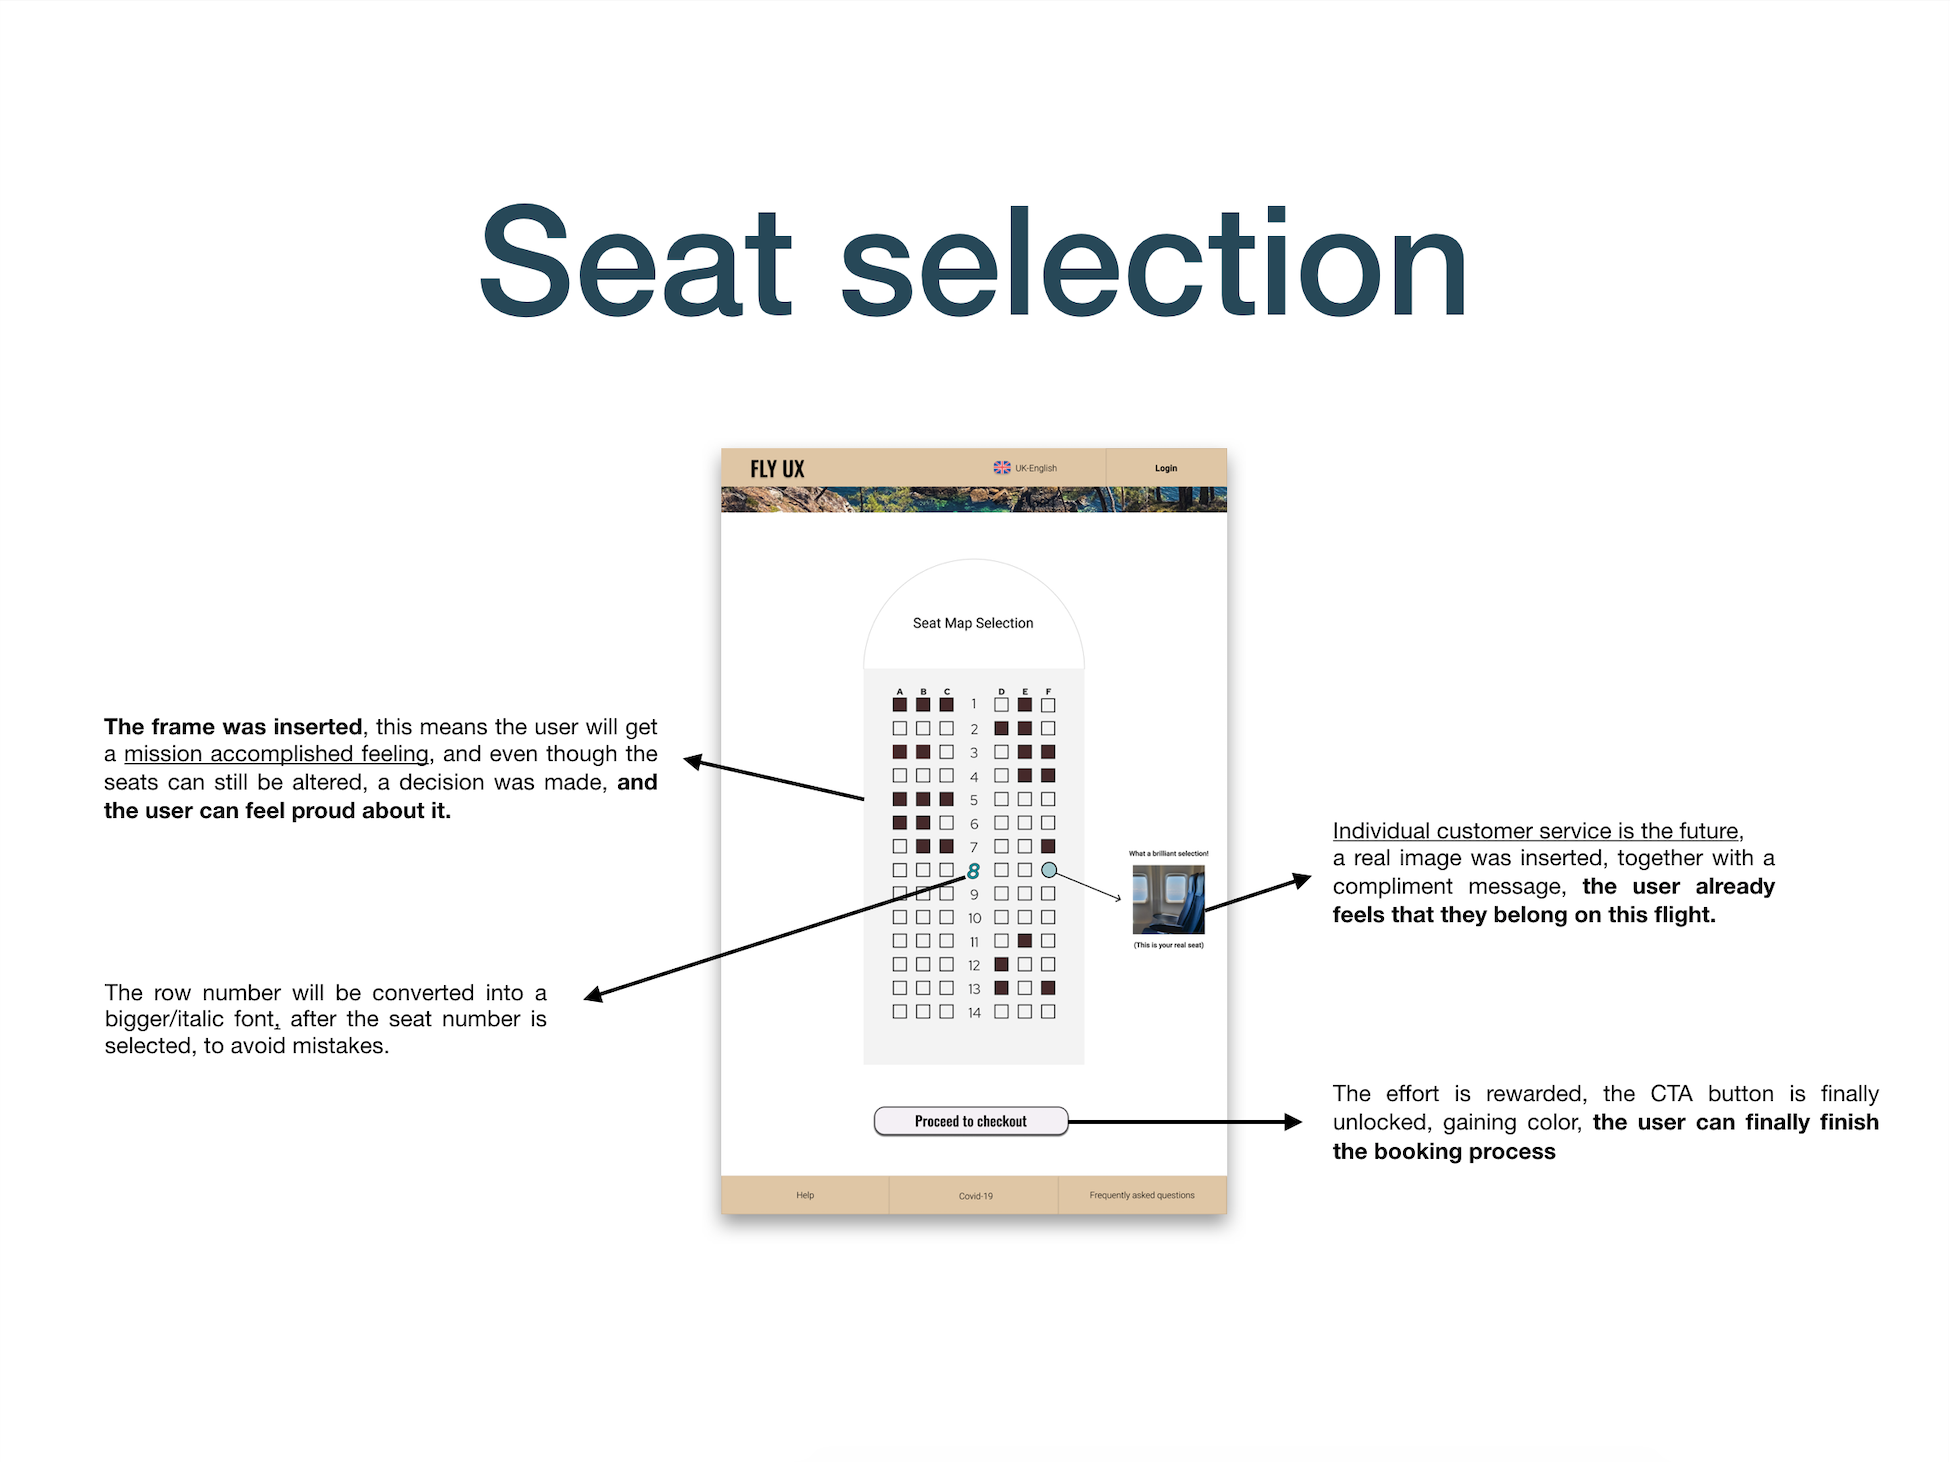 Seat selection
FLY UX
UK-English
Login
Seat Map Selection
A B C D E F
1
2
3
4
5
6
7
8
9
10
11
12
13
14
The frame was inserted, this means the user will get
a mission accomplished feeling, and even though the
seats can still be altered, a decision was made, and
the user can feel proud about it.
The row number will be converted into a
bigger/italic font, after the seat number is
selected, to avoid mistakes.
What a brilliant selection!
(This is your real seat)
Individual customer service is the future,
a real image was inserted, together with a
compliment message, the user already
feels that they belong on this flight.
Proceed to checkout
The effort is rewarded, the CTA button is finally
unlocked, gaining color, the user can finally finish
the booking process
Help
Covid-19
Frequently asked questions